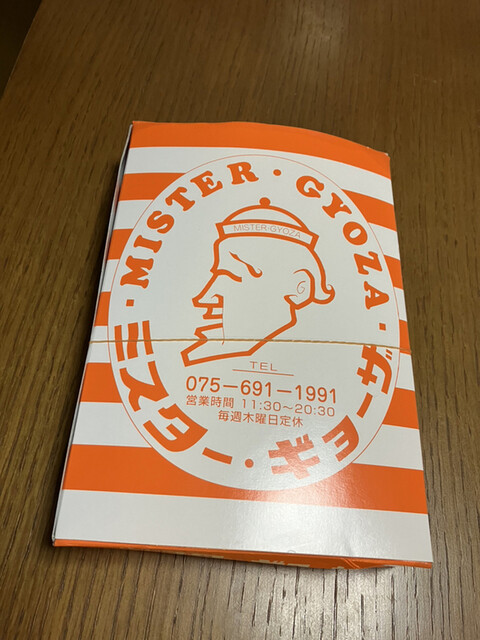 MISTER・GYOZA・
MISTER・GYOZA
TEL
075-691-1991
営業時間 11:30〜20:30
毎週木曜日定休
ミスター・ギョーザ・